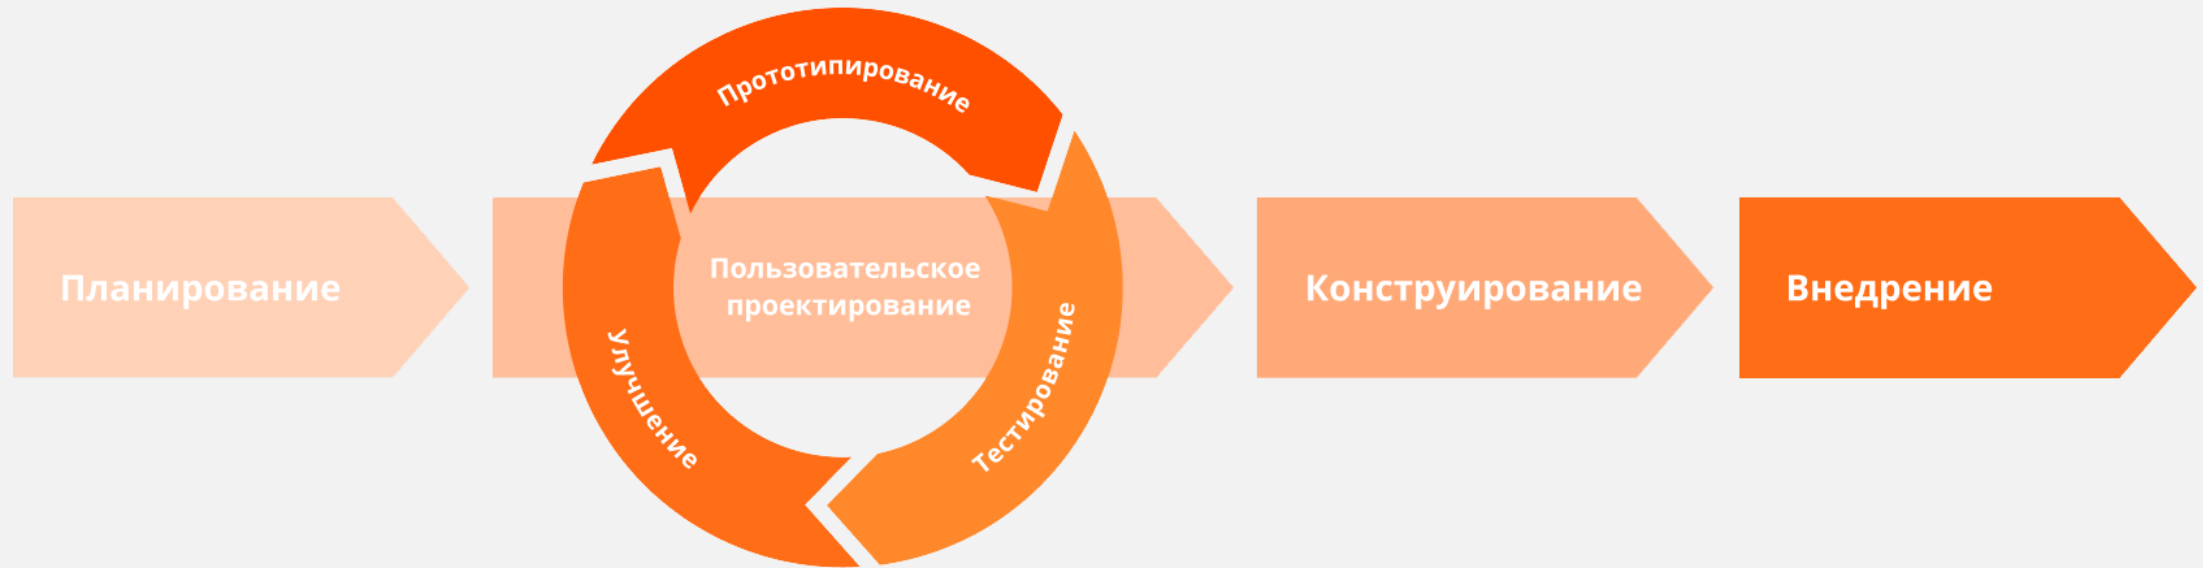 Прототипирование
Планирование
Пользовательское
проектирование
Конструирование
Внедрение
Улучшение
Тестирование